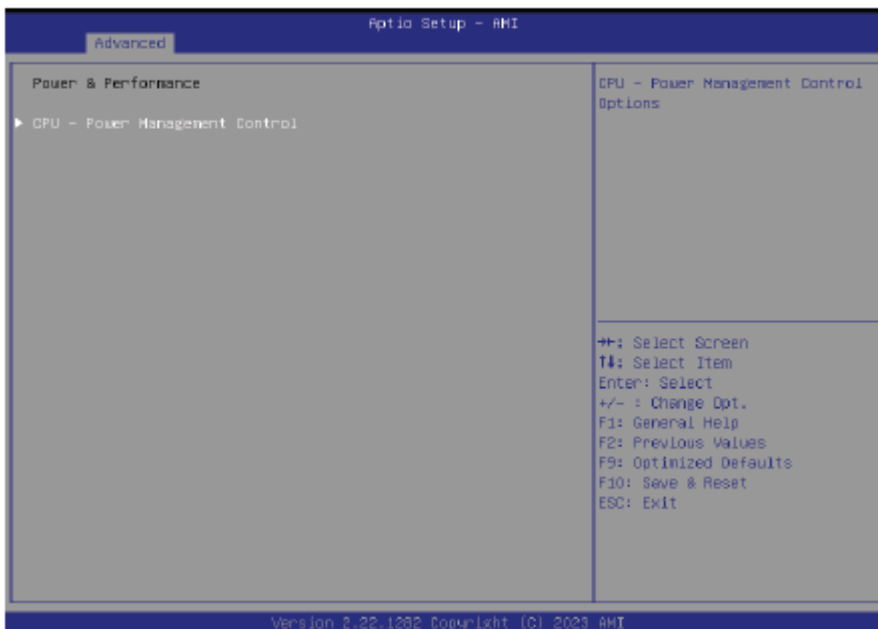 Aptio Setup - AMI
Advanced
Power & Performance
▶ CPU - Power Management Control
CPU - Power Management Control
Options
→←: Select Screen
↑↓: Select Item
Enter: Select
+/- : Change Opt.
F1: General Help
F2: Previous Values
F9: Optimized Defaults
F10: Save & Reset
ESC: Exit
Version 2.22.1282 Copyright (C) 2023 AMI